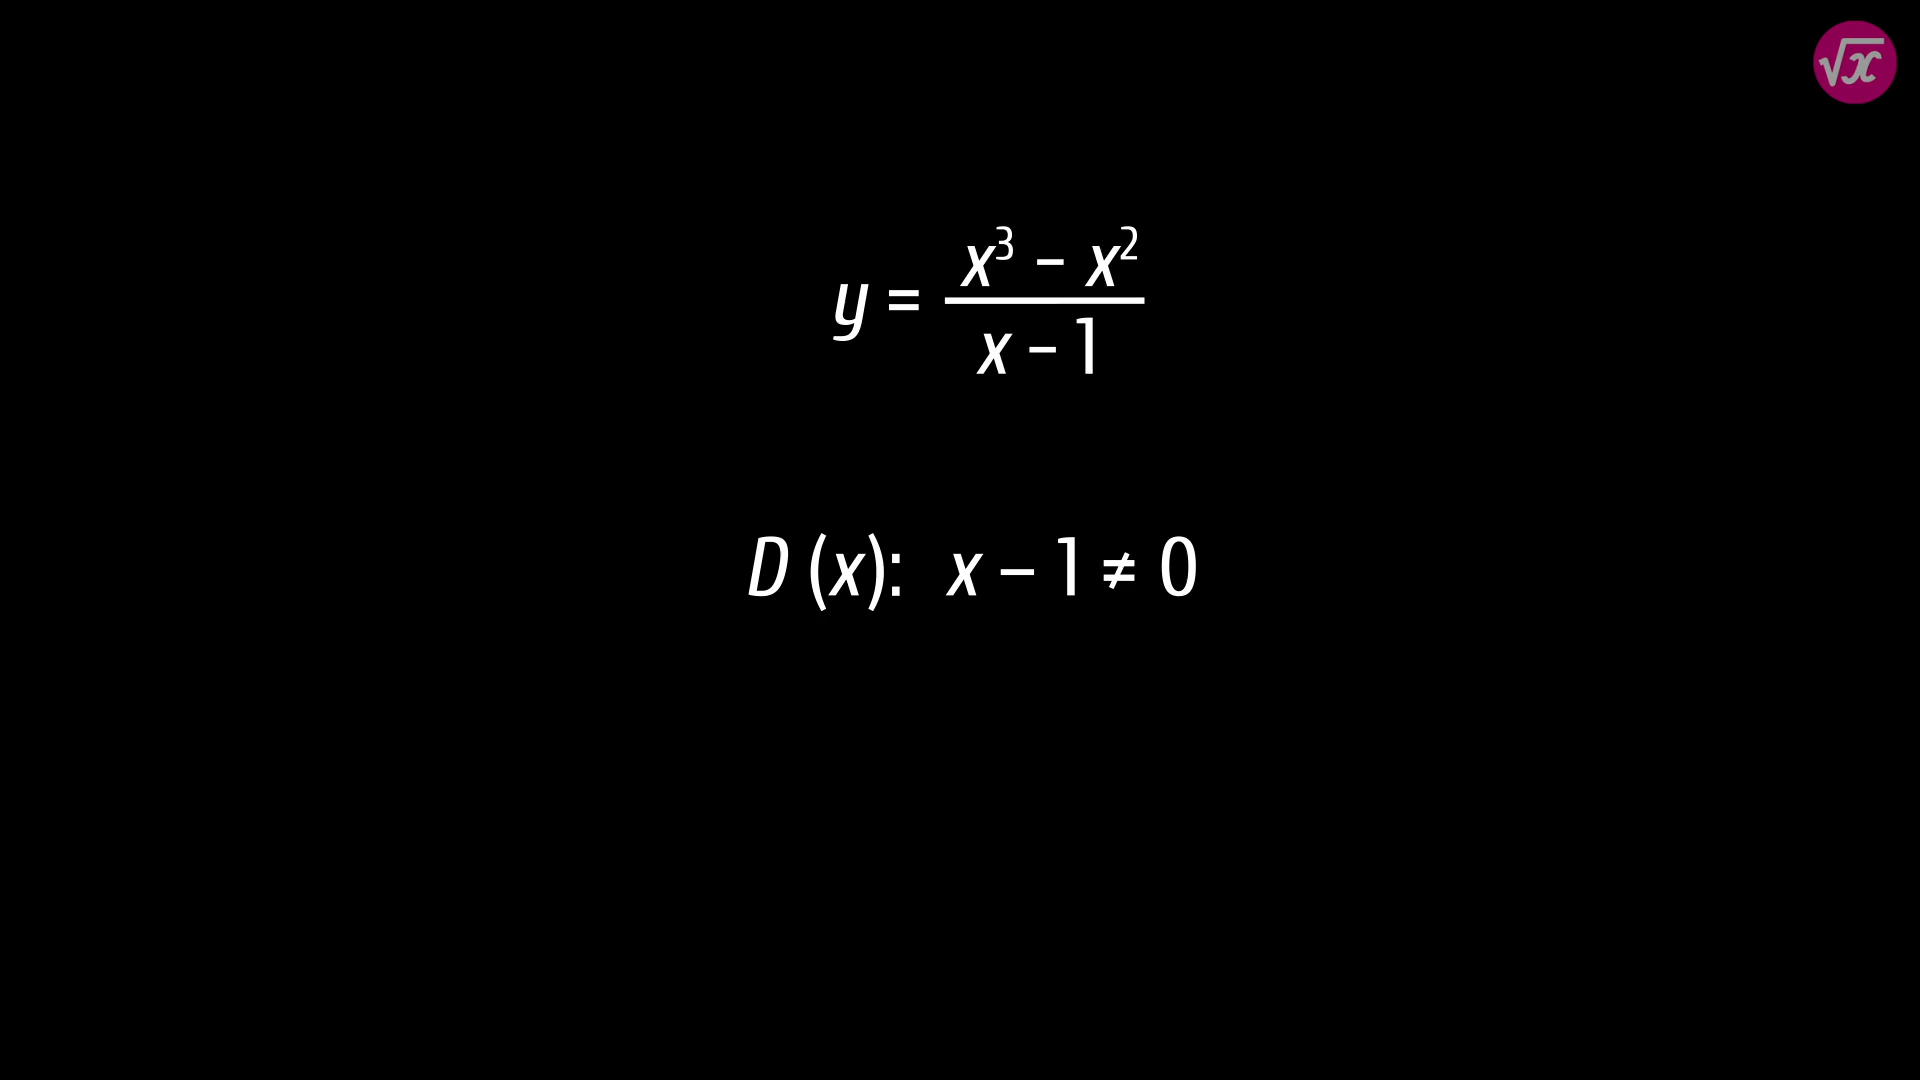 √x
y = (x³ – x²) / (x – 1)
D (x): x – 1 ≠ 0